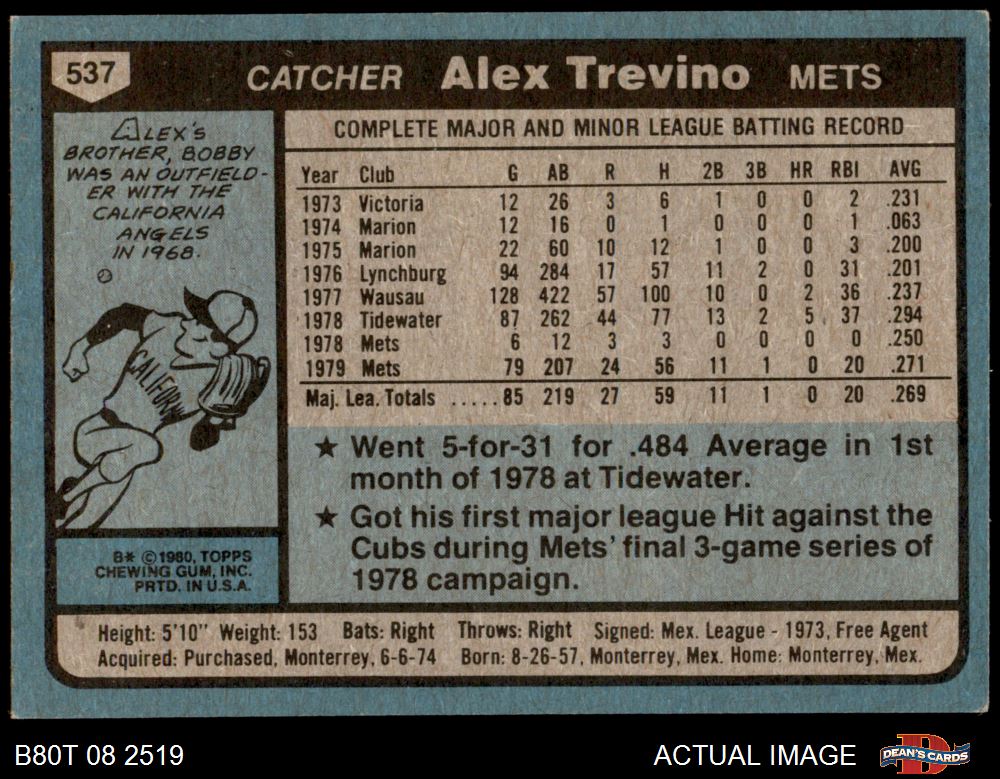 537 CATCHER Alex Trevino METS
ALEX'S
BROTHER, BOBBY
WAS AN OUTFIELD-
ER WITH THE
CALIFORNIA
ANGELS
IN 1968.
CALIFORN
B* ©1980, TOPPS
CHEWING GUM, INC.
PRTD. IN U.S.A.
COMPLETE MAJOR AND MINOR LEAGUE BATTING RECORD
Year Club G AB R H 2B 3B HR RBI AVG
1973 Victoria 12 26 3 6 1 0 0 2 .231
1974 Marion 12 16 0 1 0 0 0 1 .063
1975 Marion 22 60 10 12 1 0 0 3 .200
1976 Lynchburg 94 284 17 57 11 2 0 31 .201
1977 Wausau 128 422 57 100 10 0 2 36 .237
1978 Tidewater 87 262 44 77 13 2 5 37 .294
1978 Mets 6 12 3 3 0 0 0 0 .250
1979 Mets 79 207 24 56 11 1 0 20 .271
Maj. Lea. Totals .....85 219 27 59 11 1 0 20 .269
★ Went 5-for-31 for .484 Average in 1st
month of 1978 at Tidewater.
★ Got his first major league Hit against the
Cubs during Mets' final 3-game series of
1978 campaign.
Height: 5'10" Weight: 153 Bats: Right Throws: Right Signed: Mex. League - 1973, Free Agent
Acquired: Purchased, Monterrey, 6-6-74 Born: 8-26-57, Monterrey, Mex. Home: Monterrey, Mex.
B80T 08 2519 ACTUAL IMAGE DEAN'S CARDS